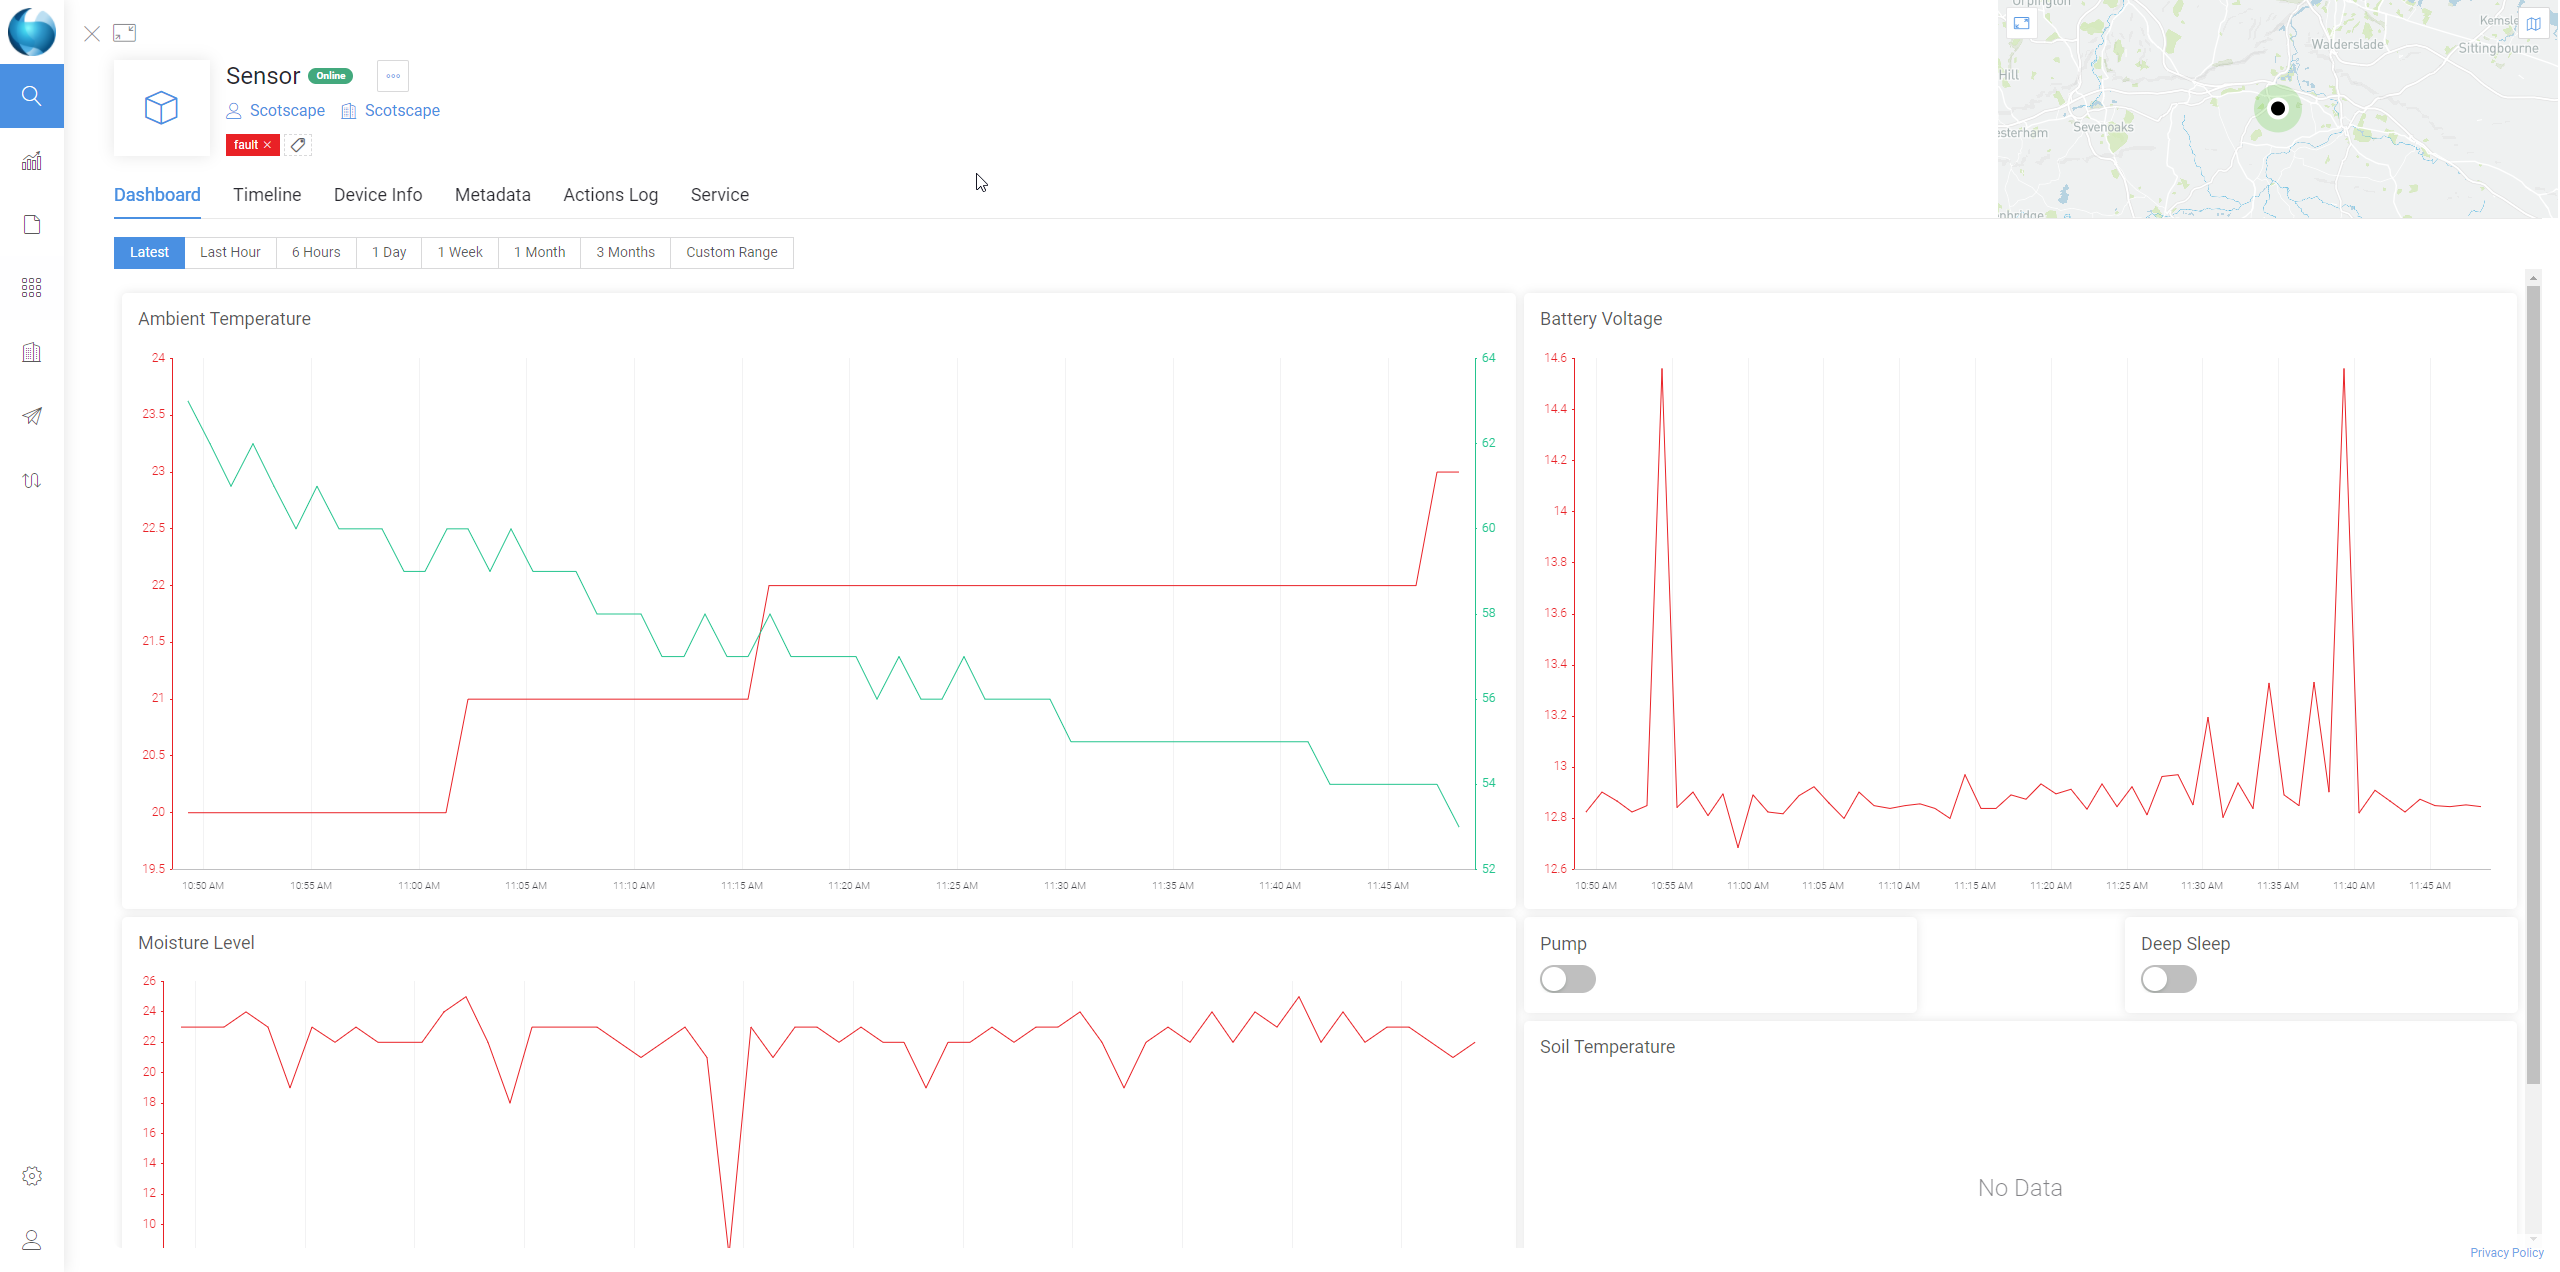 Sensor Online
Scotscape Scotscape
fault ×
Dashboard Timeline Device Info Metadata Actions Log Service
Latest Last Hour 6 Hours 1 Day 1 Week 1 Month 3 Months Custom Range
Walderslade
Sittingbourne
Hill
Sevenoaks
Ambient Temperature
24
23.5
23
22.5
22
21.5
21
20.5
20
19.5
64
62
60
58
56
54
52
10:50 AM 10:55 AM 11:00 AM 11:05 AM 11:10 AM 11:15 AM 11:20 AM 11:25 AM 11:30 AM 11:35 AM 11:40 AM 11:45 AM
Battery Voltage
14.6
14.4
14.2
14
13.8
13.6
13.4
13.2
13
12.8
12.6
10:50 AM 10:55 AM 11:00 AM 11:05 AM 11:10 AM 11:15 AM 11:20 AM 11:25 AM 11:30 AM 11:35 AM 11:40 AM 11:45 AM
Moisture Level
26
24
22
20
18
16
14
12
10
Pump
Deep Sleep
Soil Temperature
No Data
Privacy Policy